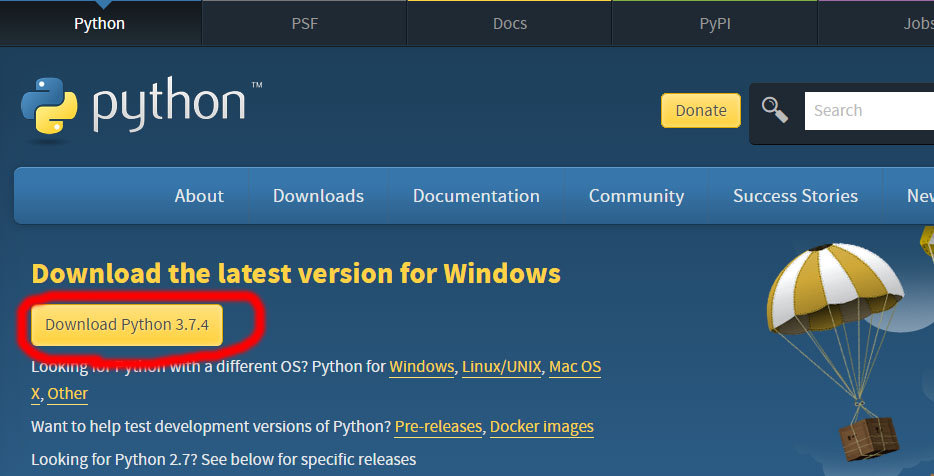 Python PSF Docs PyPI Jobs
python™
Donate Search
About Downloads Documentation Community Success Stories
Download the latest version for Windows
Download Python 3.7.4
Looking for Python with a different OS? Python for Windows, Linux/UNIX, Mac OS
X, Other
Want to help test development versions of Python? Pre-releases, Docker images
Looking for Python 2.7? See below for specific releases